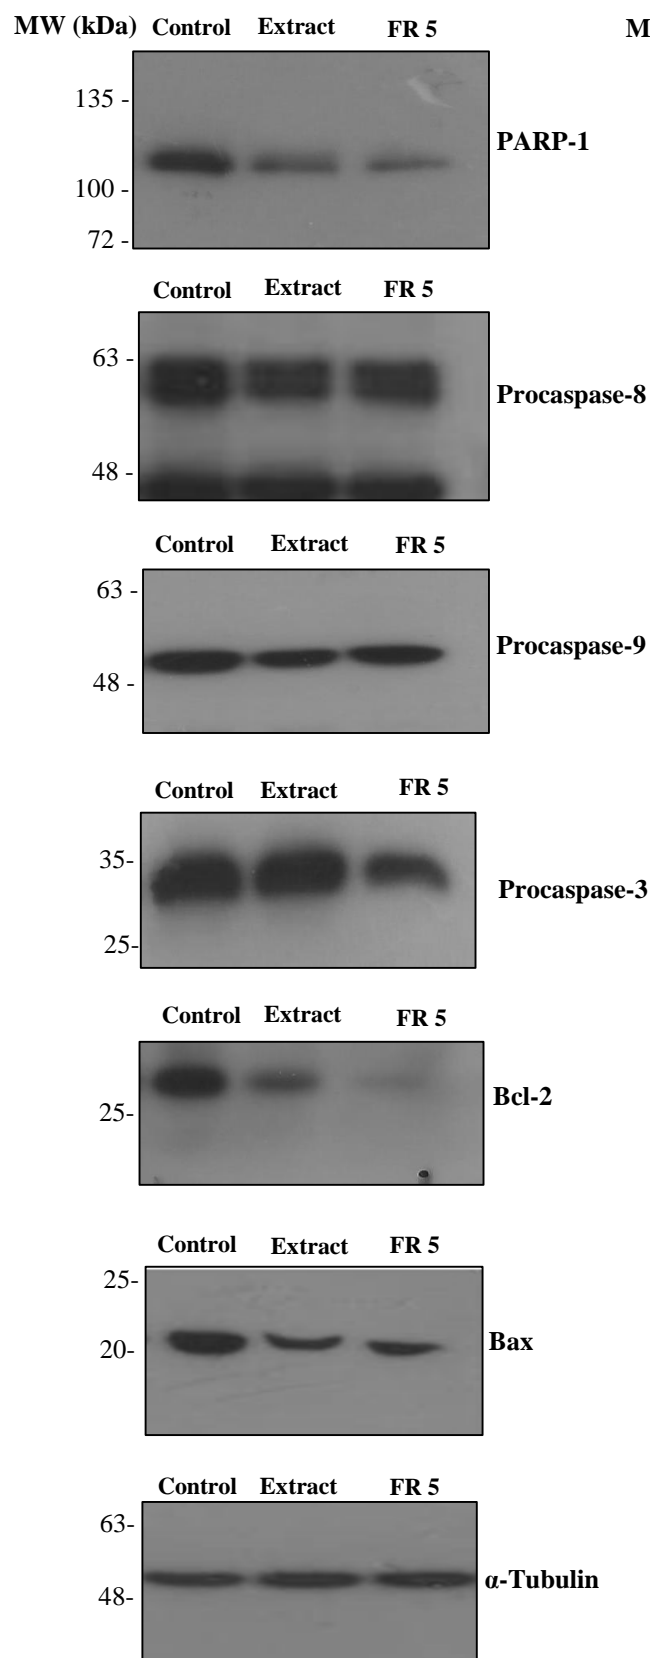 MW (kDa) Control Extract FR 5 M
135 -
PARP-1
100 -
72 -
Control Extract FR 5
63 -
Procaspase-8
48 -
Control Extract FR 5
63 -
Procaspase-9
48 -
Control Extract FR 5
35-
Procaspase-3
25-
Control Extract FR 5
Bcl-2
25-
Control Extract FR 5
25-
Bax
20-
Control Extract FR 5
63-
α-Tubulin
48-